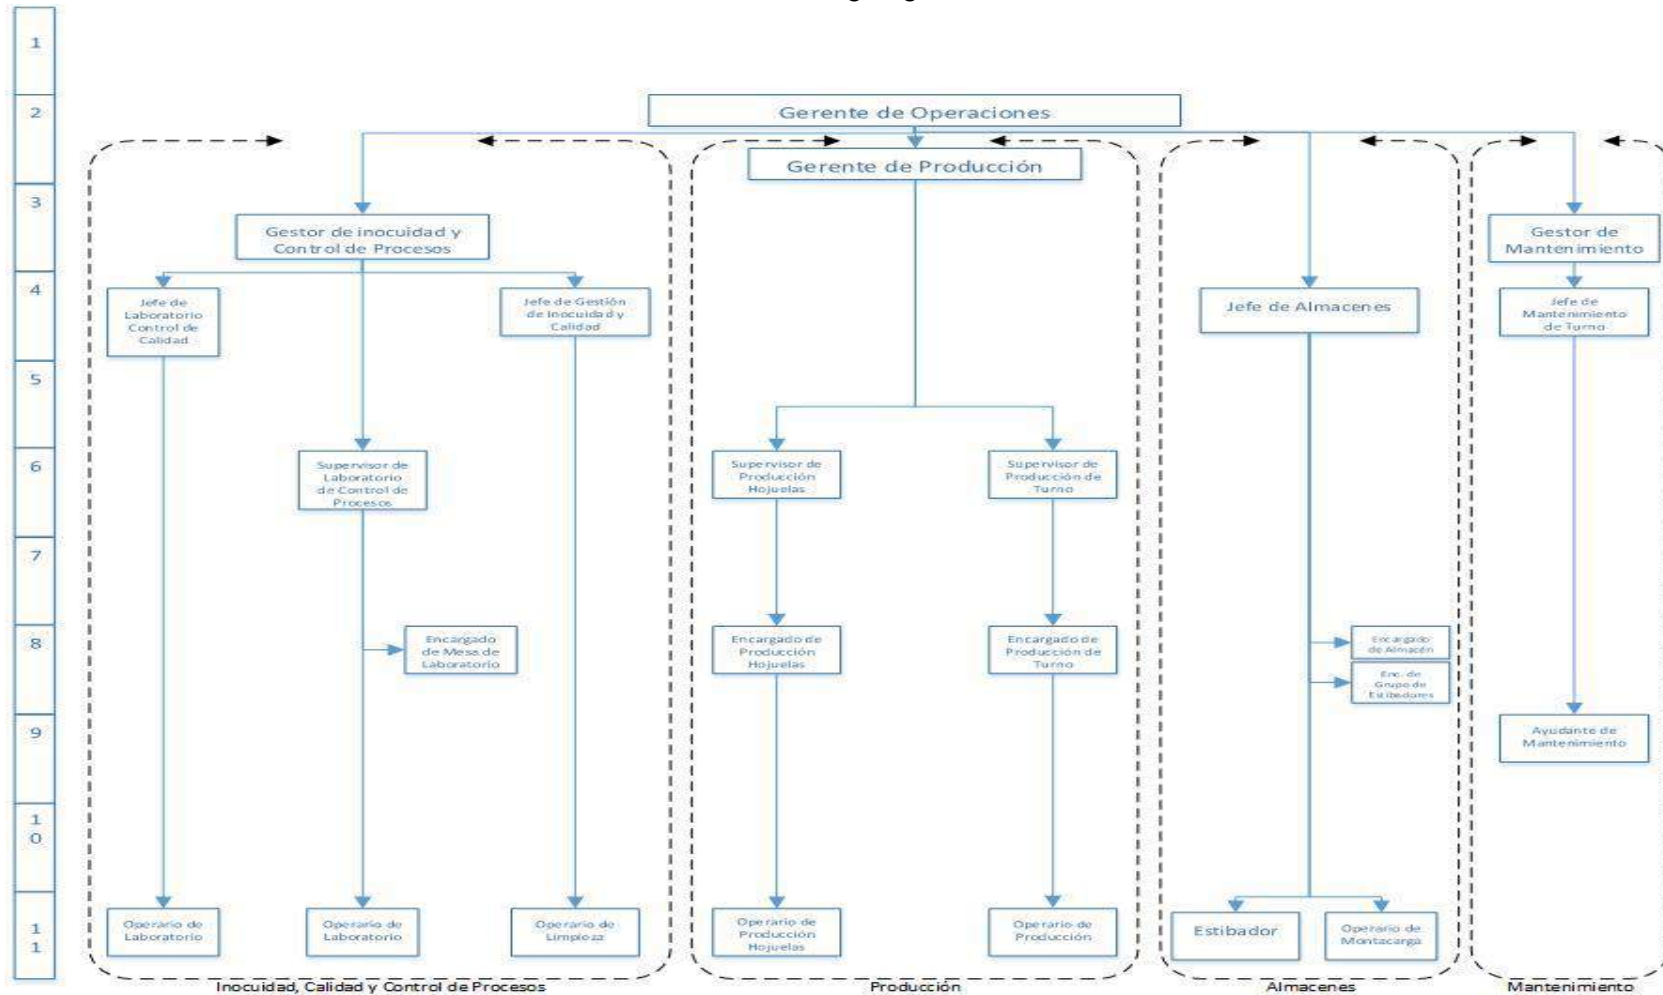 1
2
Gerente de Operaciones
Gerente de Producción
3
Gestor de inocuidad y
Control de Procesos
Gestor de
Mantenimiento
4
Jefe de
Laboratorio
Control de
Calidad
Jefe de Gestión
de Inocuidad y
Calidad
Jefe de Almacenes
Jefe de
Mantenimiento
de Turno
5
6
Supervisor de
Laboratorio
de Control de
Procesos
Supervisor de
Producción
Hojuelas
Supervisor de
Producción de
Turno
7
8
Encargado
de Mesa de
Laboratorio
Encargado de
Producción
Hojuelas
Encargado de
Producción de
Turno
Encargado
de Almacén
Enc. de
Grupo de
Estibadores
9
Ayudante de
Mantenimiento
1
0
1
1
Operario de
Laboratorio
Operario de
Laboratorio
Operario de
Limpieza
Operario de
Producción
Hojuelas
Operario de
Producción
Estibador
Operario de
Montacarga
Inocuidad, Calidad y Control de Procesos
Producción
Almacenes
Mantenimiento